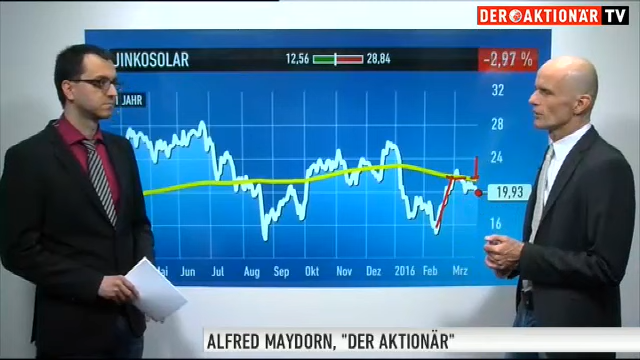 DER AKTIONÄR TV
JINKOSOLAR
12,56
28,84
-2,97 %
1 JAHR
32
28
24
19,93
16
Mai Jun Jul Aug Sep Okt Nov Dez 2016 Feb Mrz
ALFRED MAYDORN, "DER AKTIONÄR"